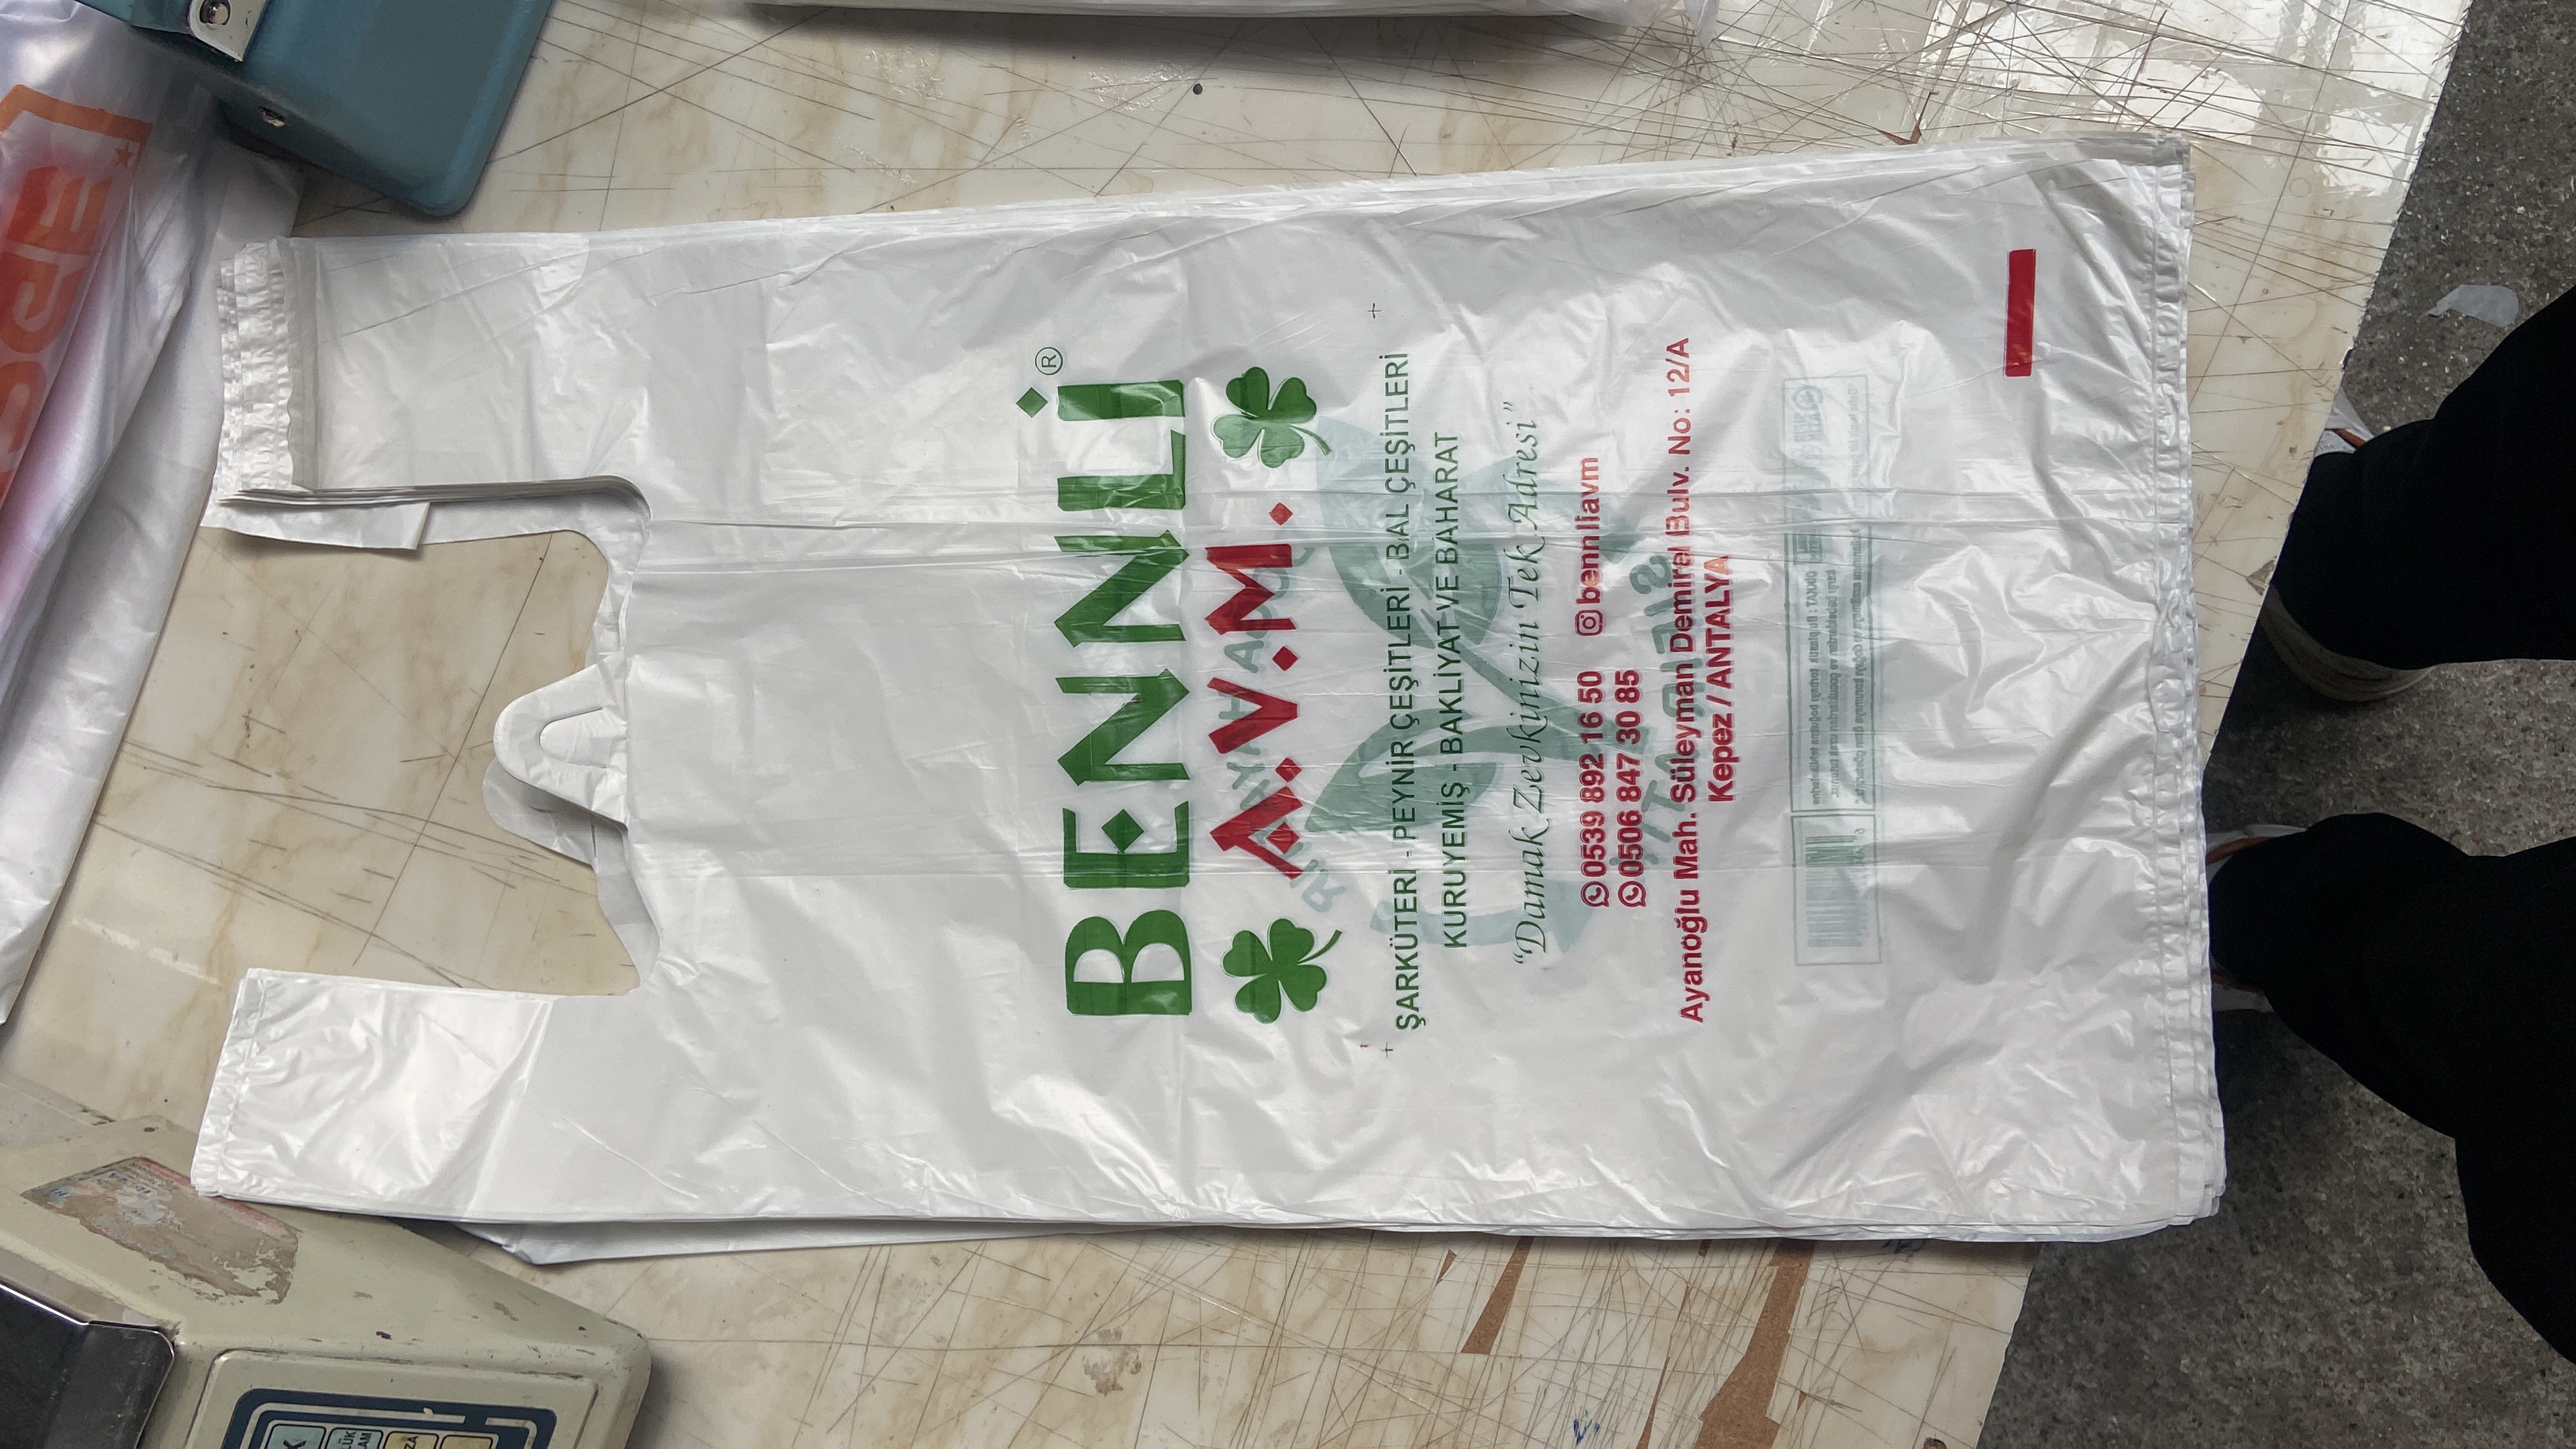 BENNLİ ®
A.V.M.
ŞARKÜTERİ - PEYNİR ÇEŞİTLERİ - BAL ÇEŞİTLERİ
KURUYEMİŞ - BAKLİYAT VE BAHARAT
"Damak Zevkinizin Tek Adresi"
0539 892 16 50 bennliavm
0506 847 30 85
Ayanoğlu Mah. Süleyman Demirel Bulv. No: 12/A
Kepez / ANTALYA